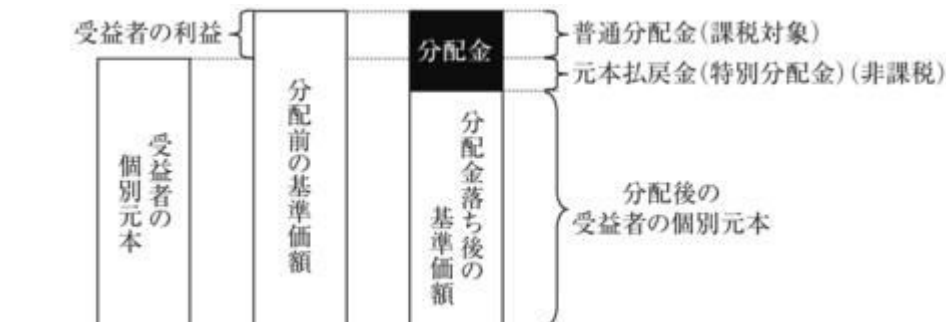 受益者の利益
分配金
普通分配金(課税対象)
元本払戻金(特別分配金)(非課税)
受益者の
個別元本
分配前の基準価額
分配金落ち後の
基準価額
分配後の
受益者の個別元本